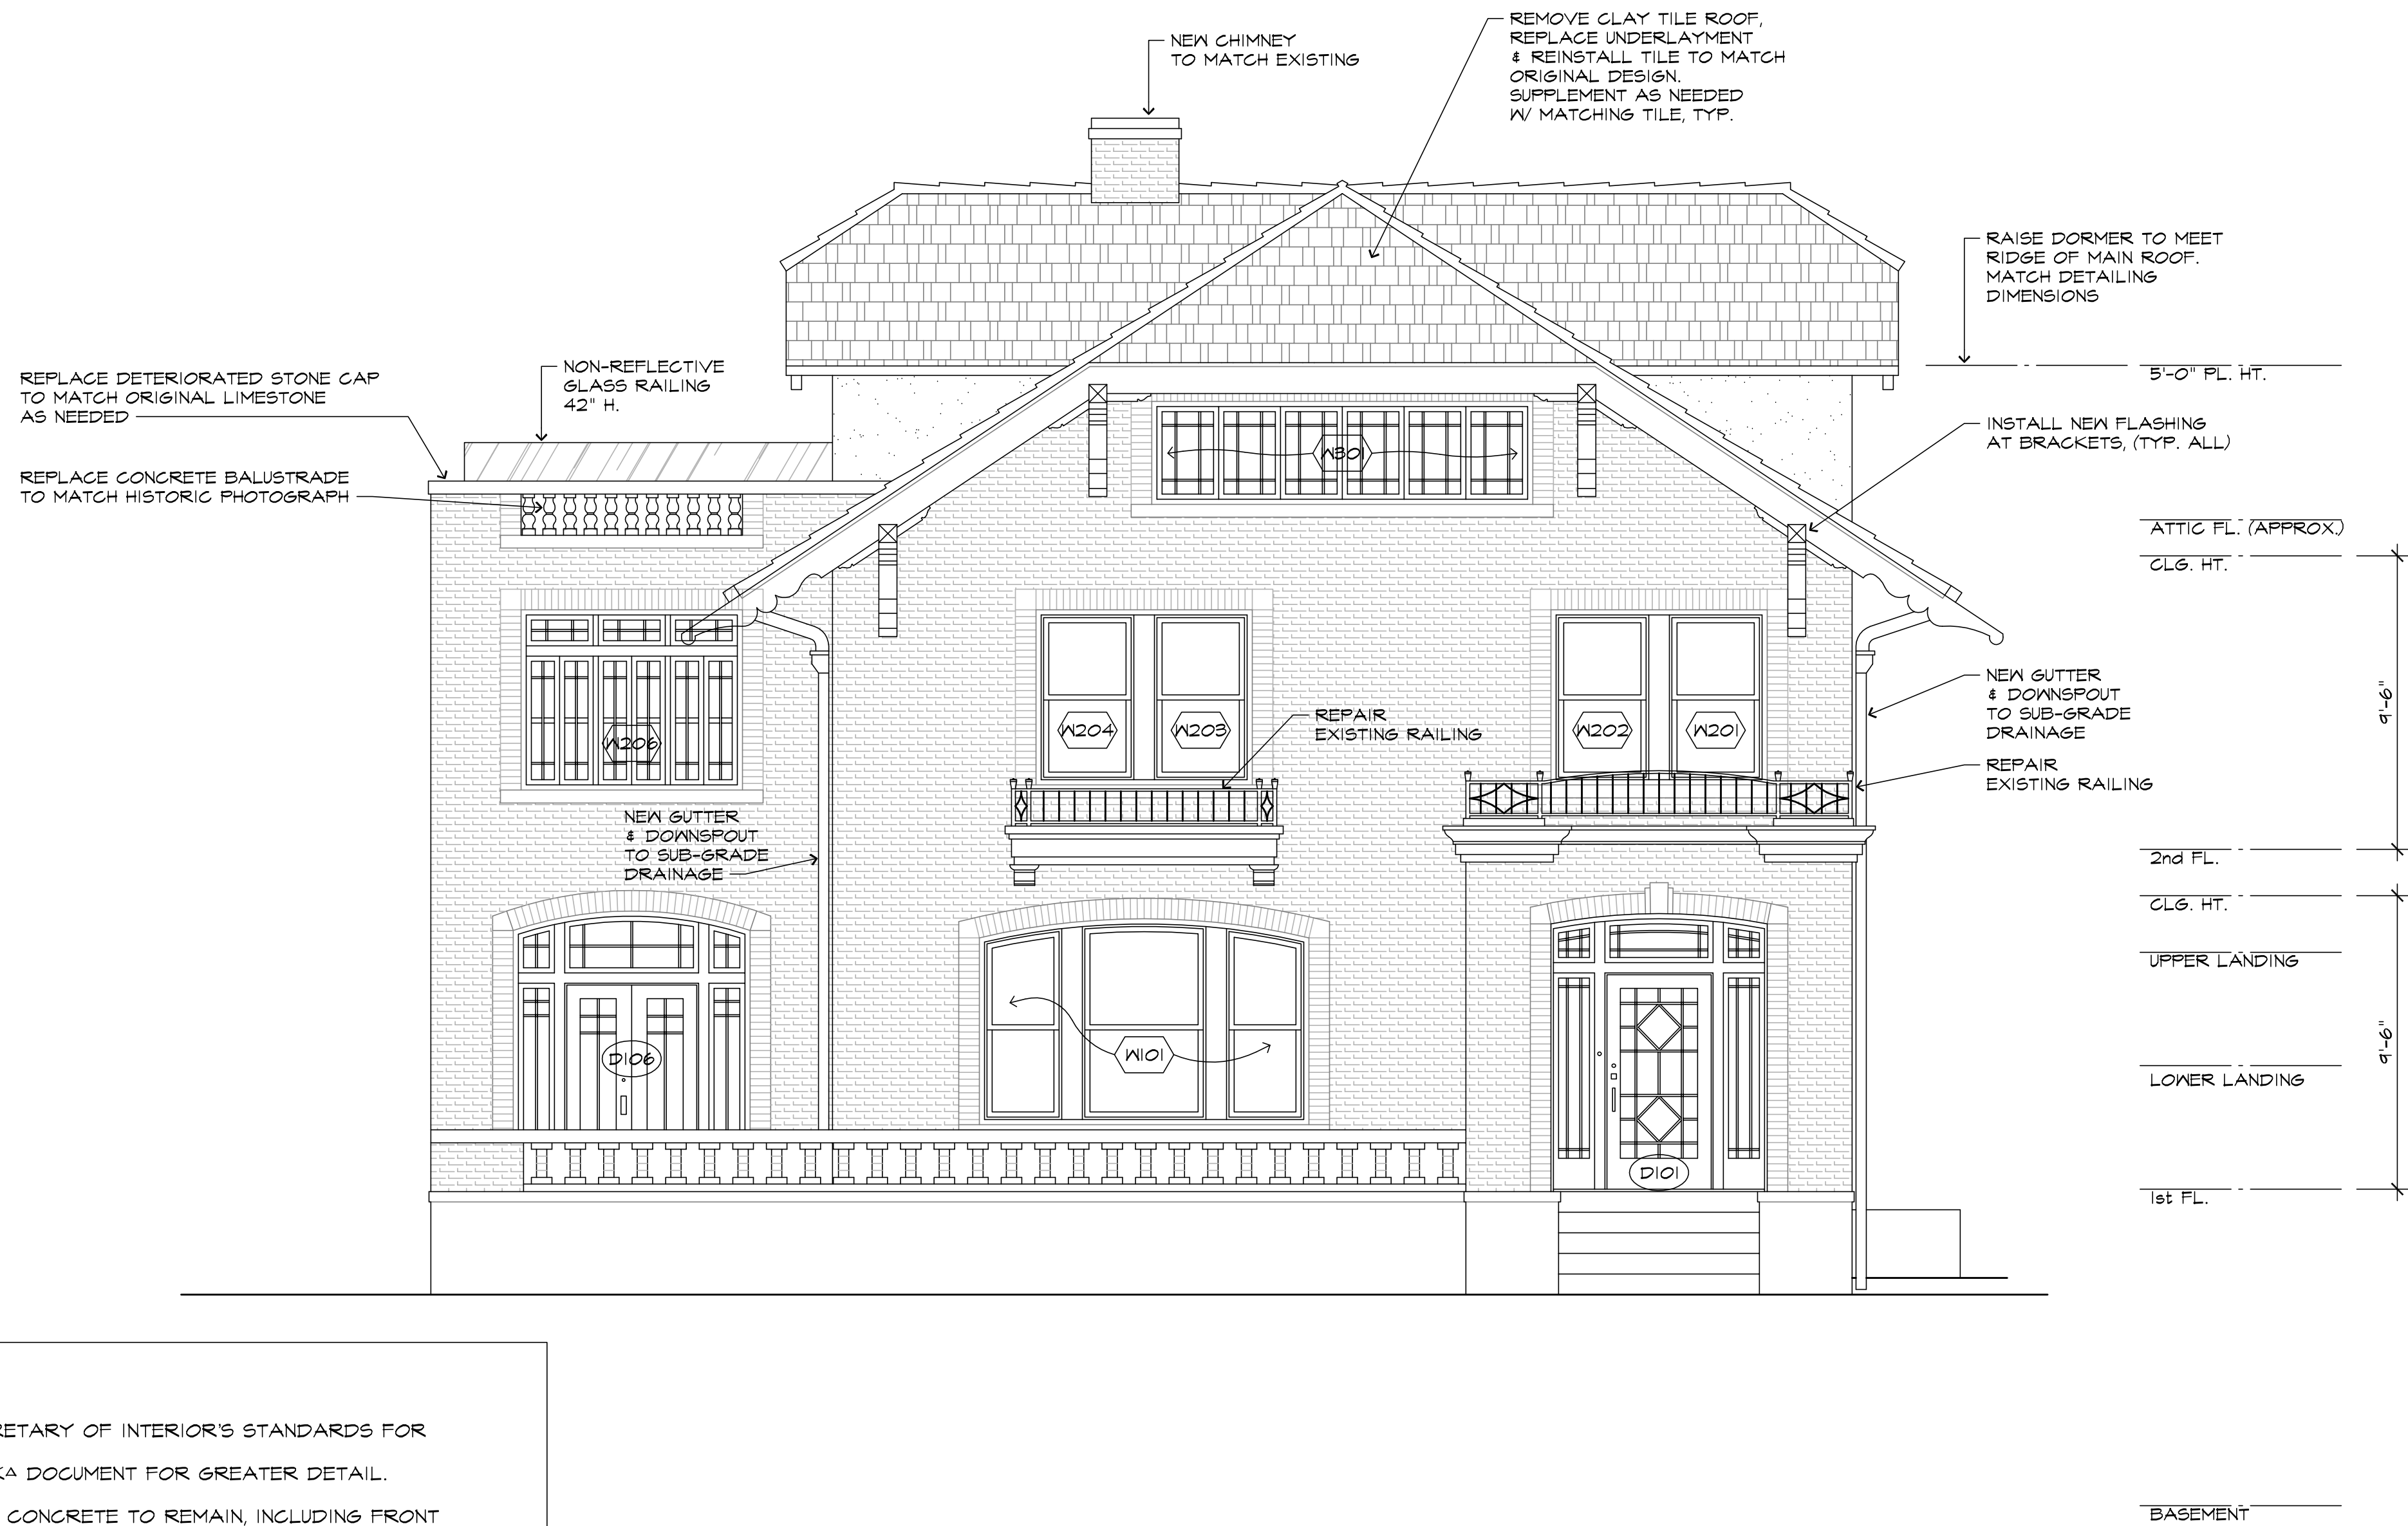 NEW CHIMNEY
TO MATCH EXISTING
REMOVE CLAY TILE ROOF,
REPLACE UNDERLAYMENT
& REINSTALL TILE TO MATCH
ORIGINAL DESIGN.
SUPPLEMENT AS NEEDED
W/ MATCHING TILE, TYP.
RAISE DORMER TO MEET
RIDGE OF MAIN ROOF.
MATCH DETAILING
DIMENSIONS
NON-REFLECTIVE
GLASS RAILING
42" H.
REPLACE DETERIORATED STONE CAP
TO MATCH ORIGINAL LIMESTONE
AS NEEDED
REPLACE CONCRETE BALUSTRADE
TO MATCH HISTORIC PHOTOGRAPH
5'-0" PL. HT.
INSTALL NEW FLASHING
AT BRACKETS, (TYP. ALL)
W301
ATTIC FL. (APPROX.)
CLG. HT.
9'-6"
NEW GUTTER
& DOWNSPOUT
TO SUB-GRADE
DRAINAGE
REPAIR
EXISTING RAILING
W206
W204
W203
REPAIR
EXISTING RAILING
W202
W201
NEW GUTTER
& DOWNSPOUT
TO SUB-GRADE
DRAINAGE
2nd FL.
CLG. HT.
UPPER LANDING
9'-6"
LOWER LANDING
D106
W101
D101
1st FL.
RETARY OF INTERIOR'S STANDARDS FOR
DOCUMENT FOR GREATER DETAIL.
CONCRETE TO REMAIN, INCLUDING FRONT
BASEMENT